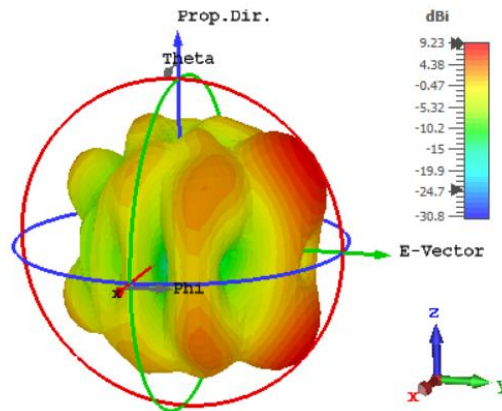 Prop.Dir.
Theta
dBi
9.23
4.38
-0.47
-5.32
-10.2
-15
-19.9
-24.7
-30.8
E-Vector
x
Phi
z
x
y